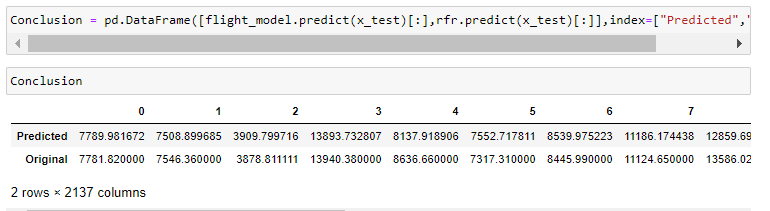 Conclusion = pd.DataFrame([flight_model.predict(x_test)[:],rfr.predict(x_test)[:]],index=["Predicted","
Conclusion
0 1 2 3 4 5 6 7
Predicted 7789.981672 7508.899685 3909.799716 13893.732807 8137.918906 7552.717811 8539.975223 11186.174438 12859.69
Original 7781.820000 7546.360000 3878.811111 13940.380000 8636.660000 7317.310000 8445.990000 11124.650000 13586.02
2 rows × 2137 columns